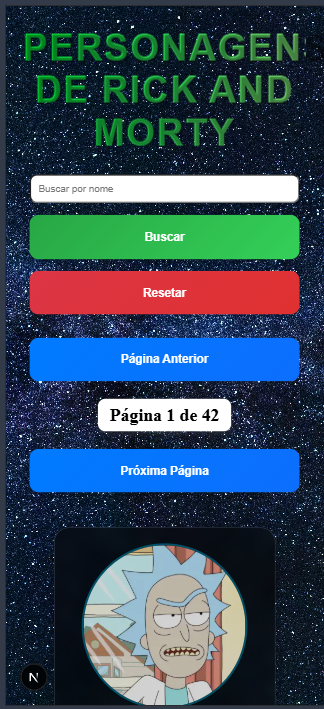 PERSONAGEN
DE RICK AND
MORTY
Buscar por nome
Buscar
Resetar
Página Anterior
Página 1 de 42
Próxima Página
N